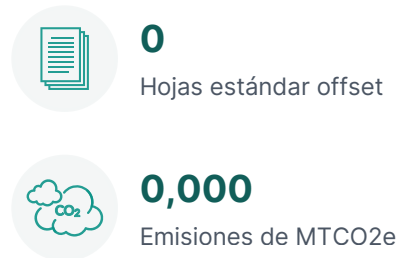 0
Hojas estándar offset
CO₂
0,000
Emisiones de MTCO2e